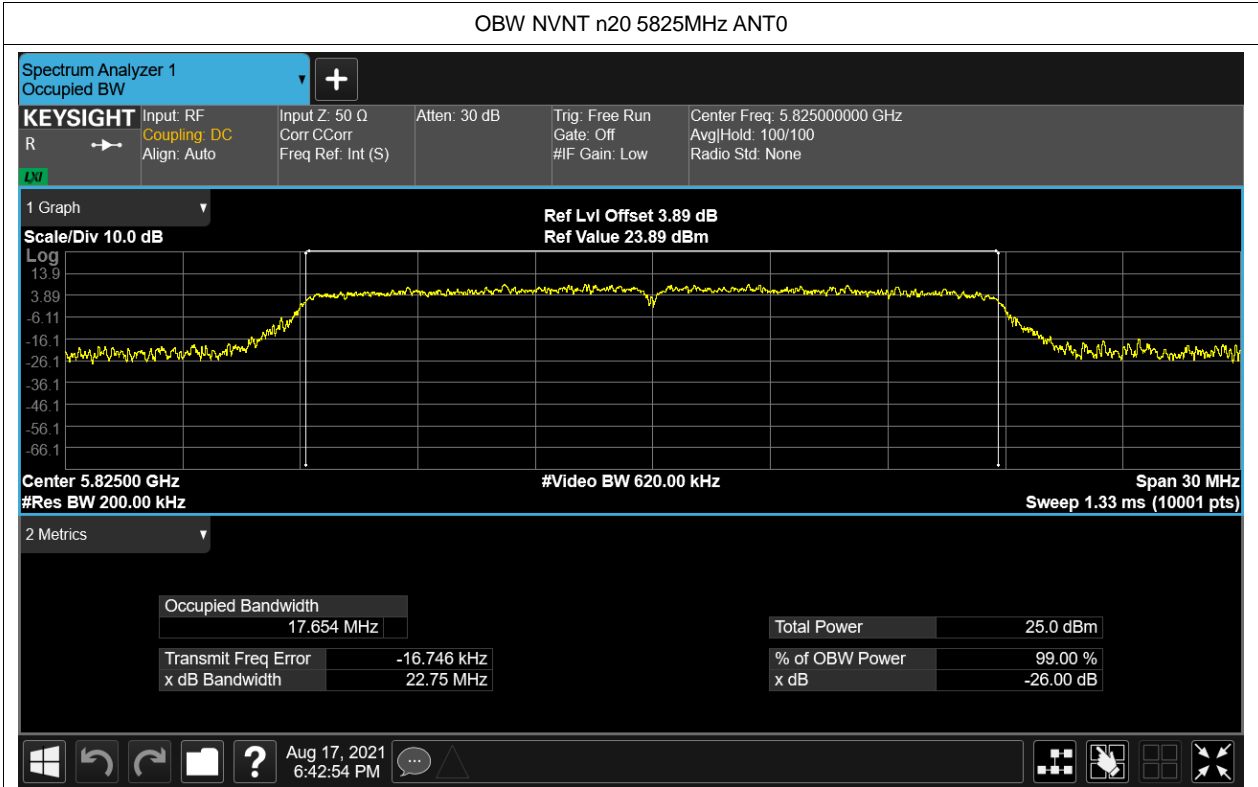 OBW NVNT n20 5825MHz ANT0
Spectrum Analyzer 1
Occupied BW
KEYSIGHT
R
LXI
Input: RF
Coupling: DC
Align: Auto
Input Z: 50 Ω
Corr CCorr
Freq Ref: Int (S)
Atten: 30 dB
Trig: Free Run
Gate: Off
#IF Gain: Low
Center Freq: 5.825000000 GHz
Avg|Hold: 100/100
Radio Std: None
1 Graph
Scale/Div 10.0 dB
Ref Lvl Offset 3.89 dB
Ref Value 23.89 dBm
Log
13.9
3.89
-6.11
-16.1
-26.1
-36.1
-46.1
-56.1
-66.1
Center 5.82500 GHz
#Video BW 620.00 kHz
Span 30 MHz
#Res BW 200.00 kHz
Sweep 1.33 ms (10001 pts)
2 Metrics
Occupied Bandwidth
17.654 MHz
Total Power 25.0 dBm
Transmit Freq Error -16.746 kHz
% of OBW Power 99.00 %
x dB Bandwidth 22.75 MHz
x dB -26.00 dB
?
Aug 17, 2021
6:42:54 PM